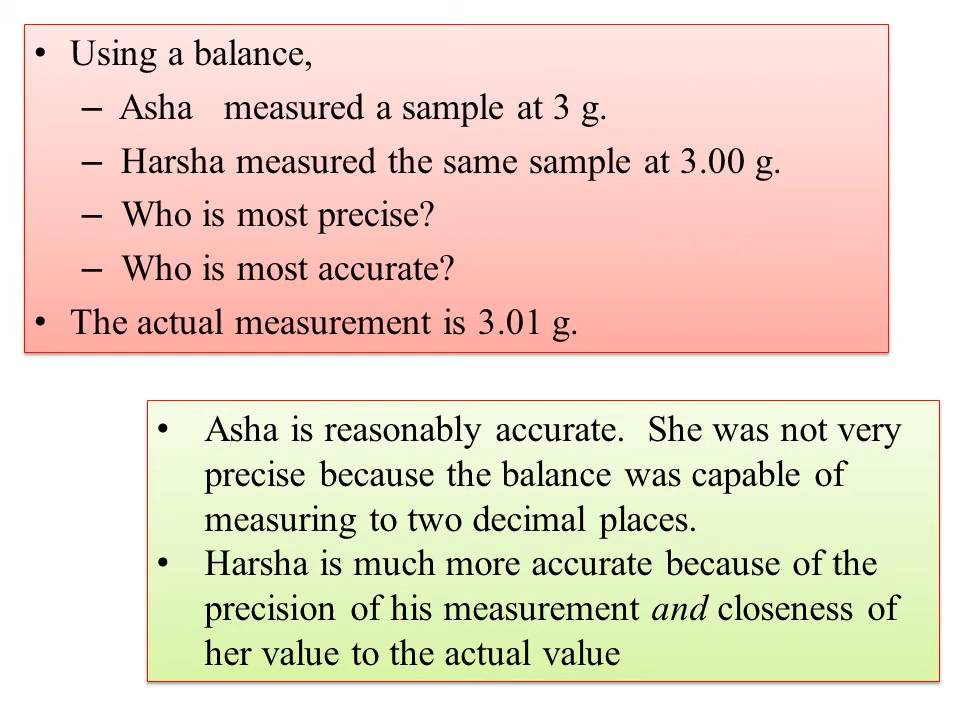 • Using a balance,
– Asha measured a sample at 3 g.
– Harsha measured the same sample at 3.00 g.
– Who is most precise?
– Who is most accurate?
• The actual measurement is 3.01 g.
• Asha is reasonably accurate. She was not very
precise because the balance was capable of
measuring to two decimal places.
• Harsha is much more accurate because of the
precision of his measurement and closeness of
her value to the actual value